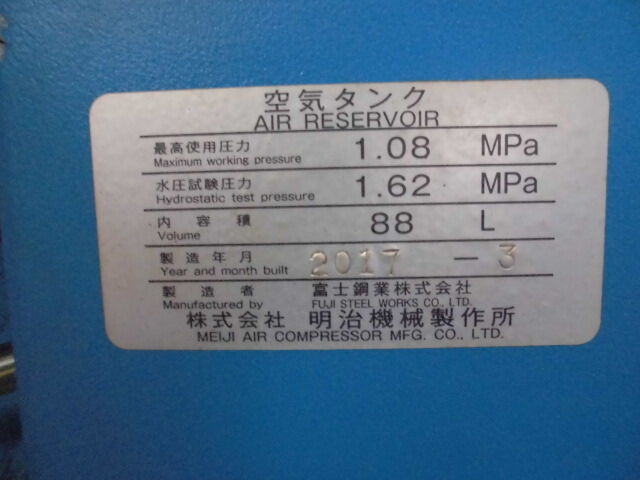 空気タンク
AIR RESERVOIR
最高使用圧力 1.08 MPa
Maximum working pressure
水圧試験圧力 1.62 MPa
Hydrostatic test pressure
内容積 88 L
Volume
製造年月 2017 - 3
Year and month built
製造者 富士鋼業株式会社
Manufactured by FUJI STEEL WORKS CO., LTD.
株式会社 明治機械製作所
MEIJI AIR COMPRESSOR MFG. CO., LTD.